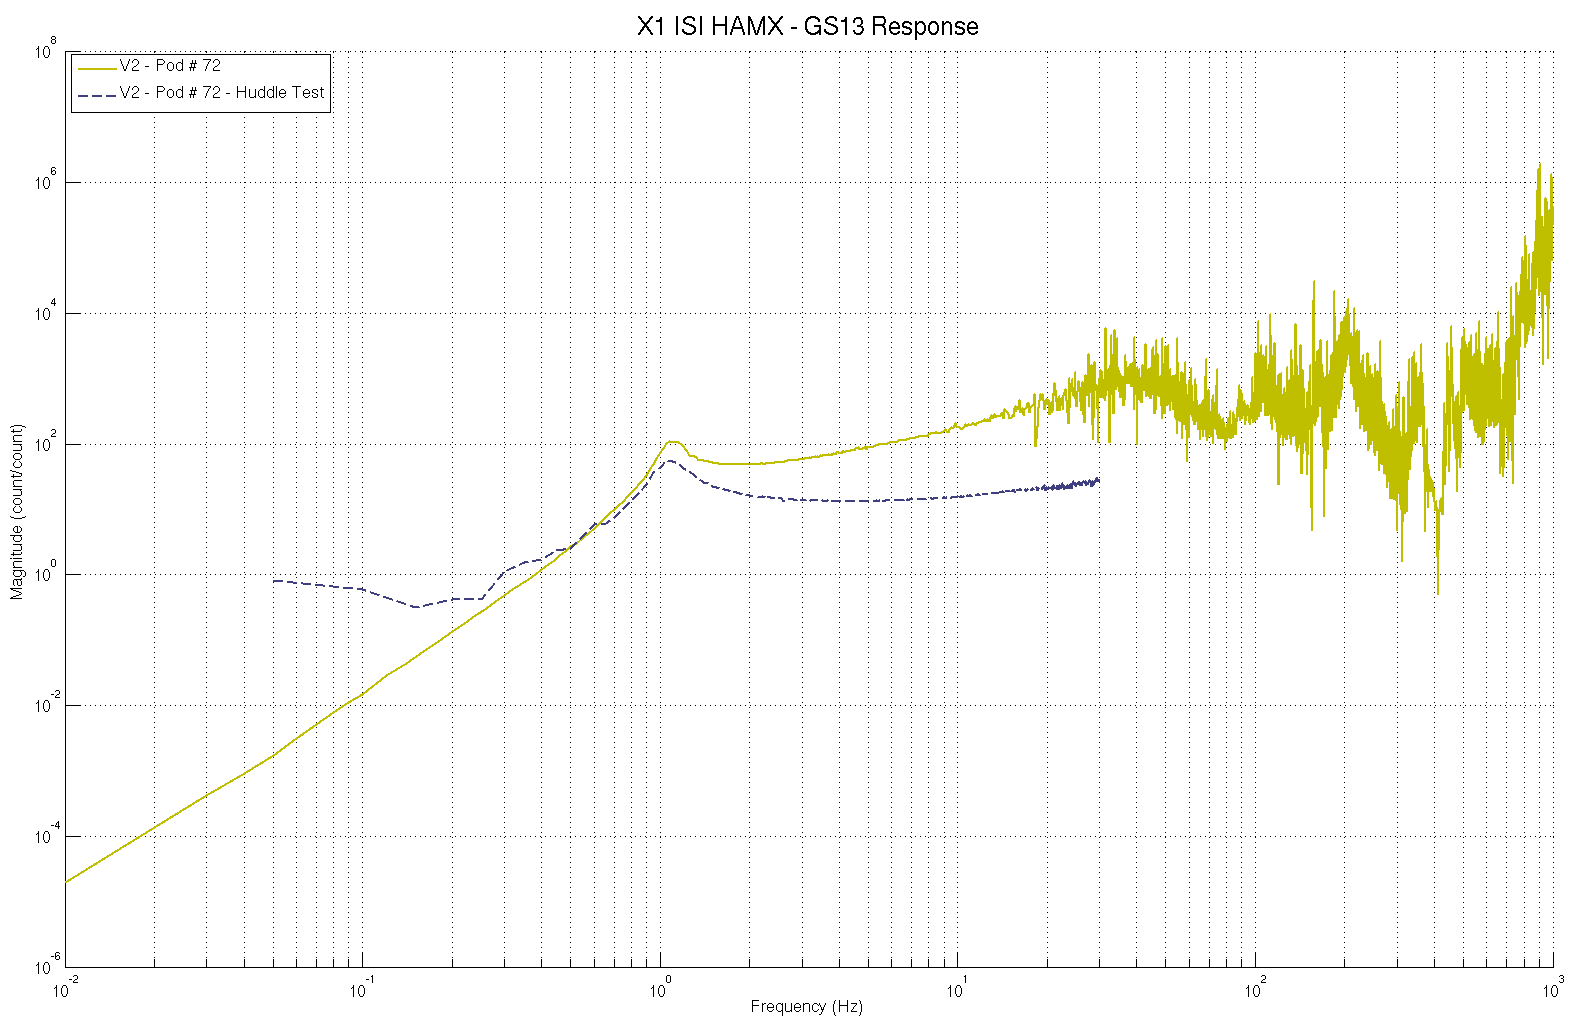 X1 ISI HAMX - GS13 Response
V2 - Pod # 72
V2 - Pod # 72 - Huddle Test
Magnitude (count/count)
10^8
10^6
10^4
10^2
10^0
10^-2
10^-4
10^-6
10^-2 10^-1 10^0 10^1 10^2 10^3
Frequency (Hz)